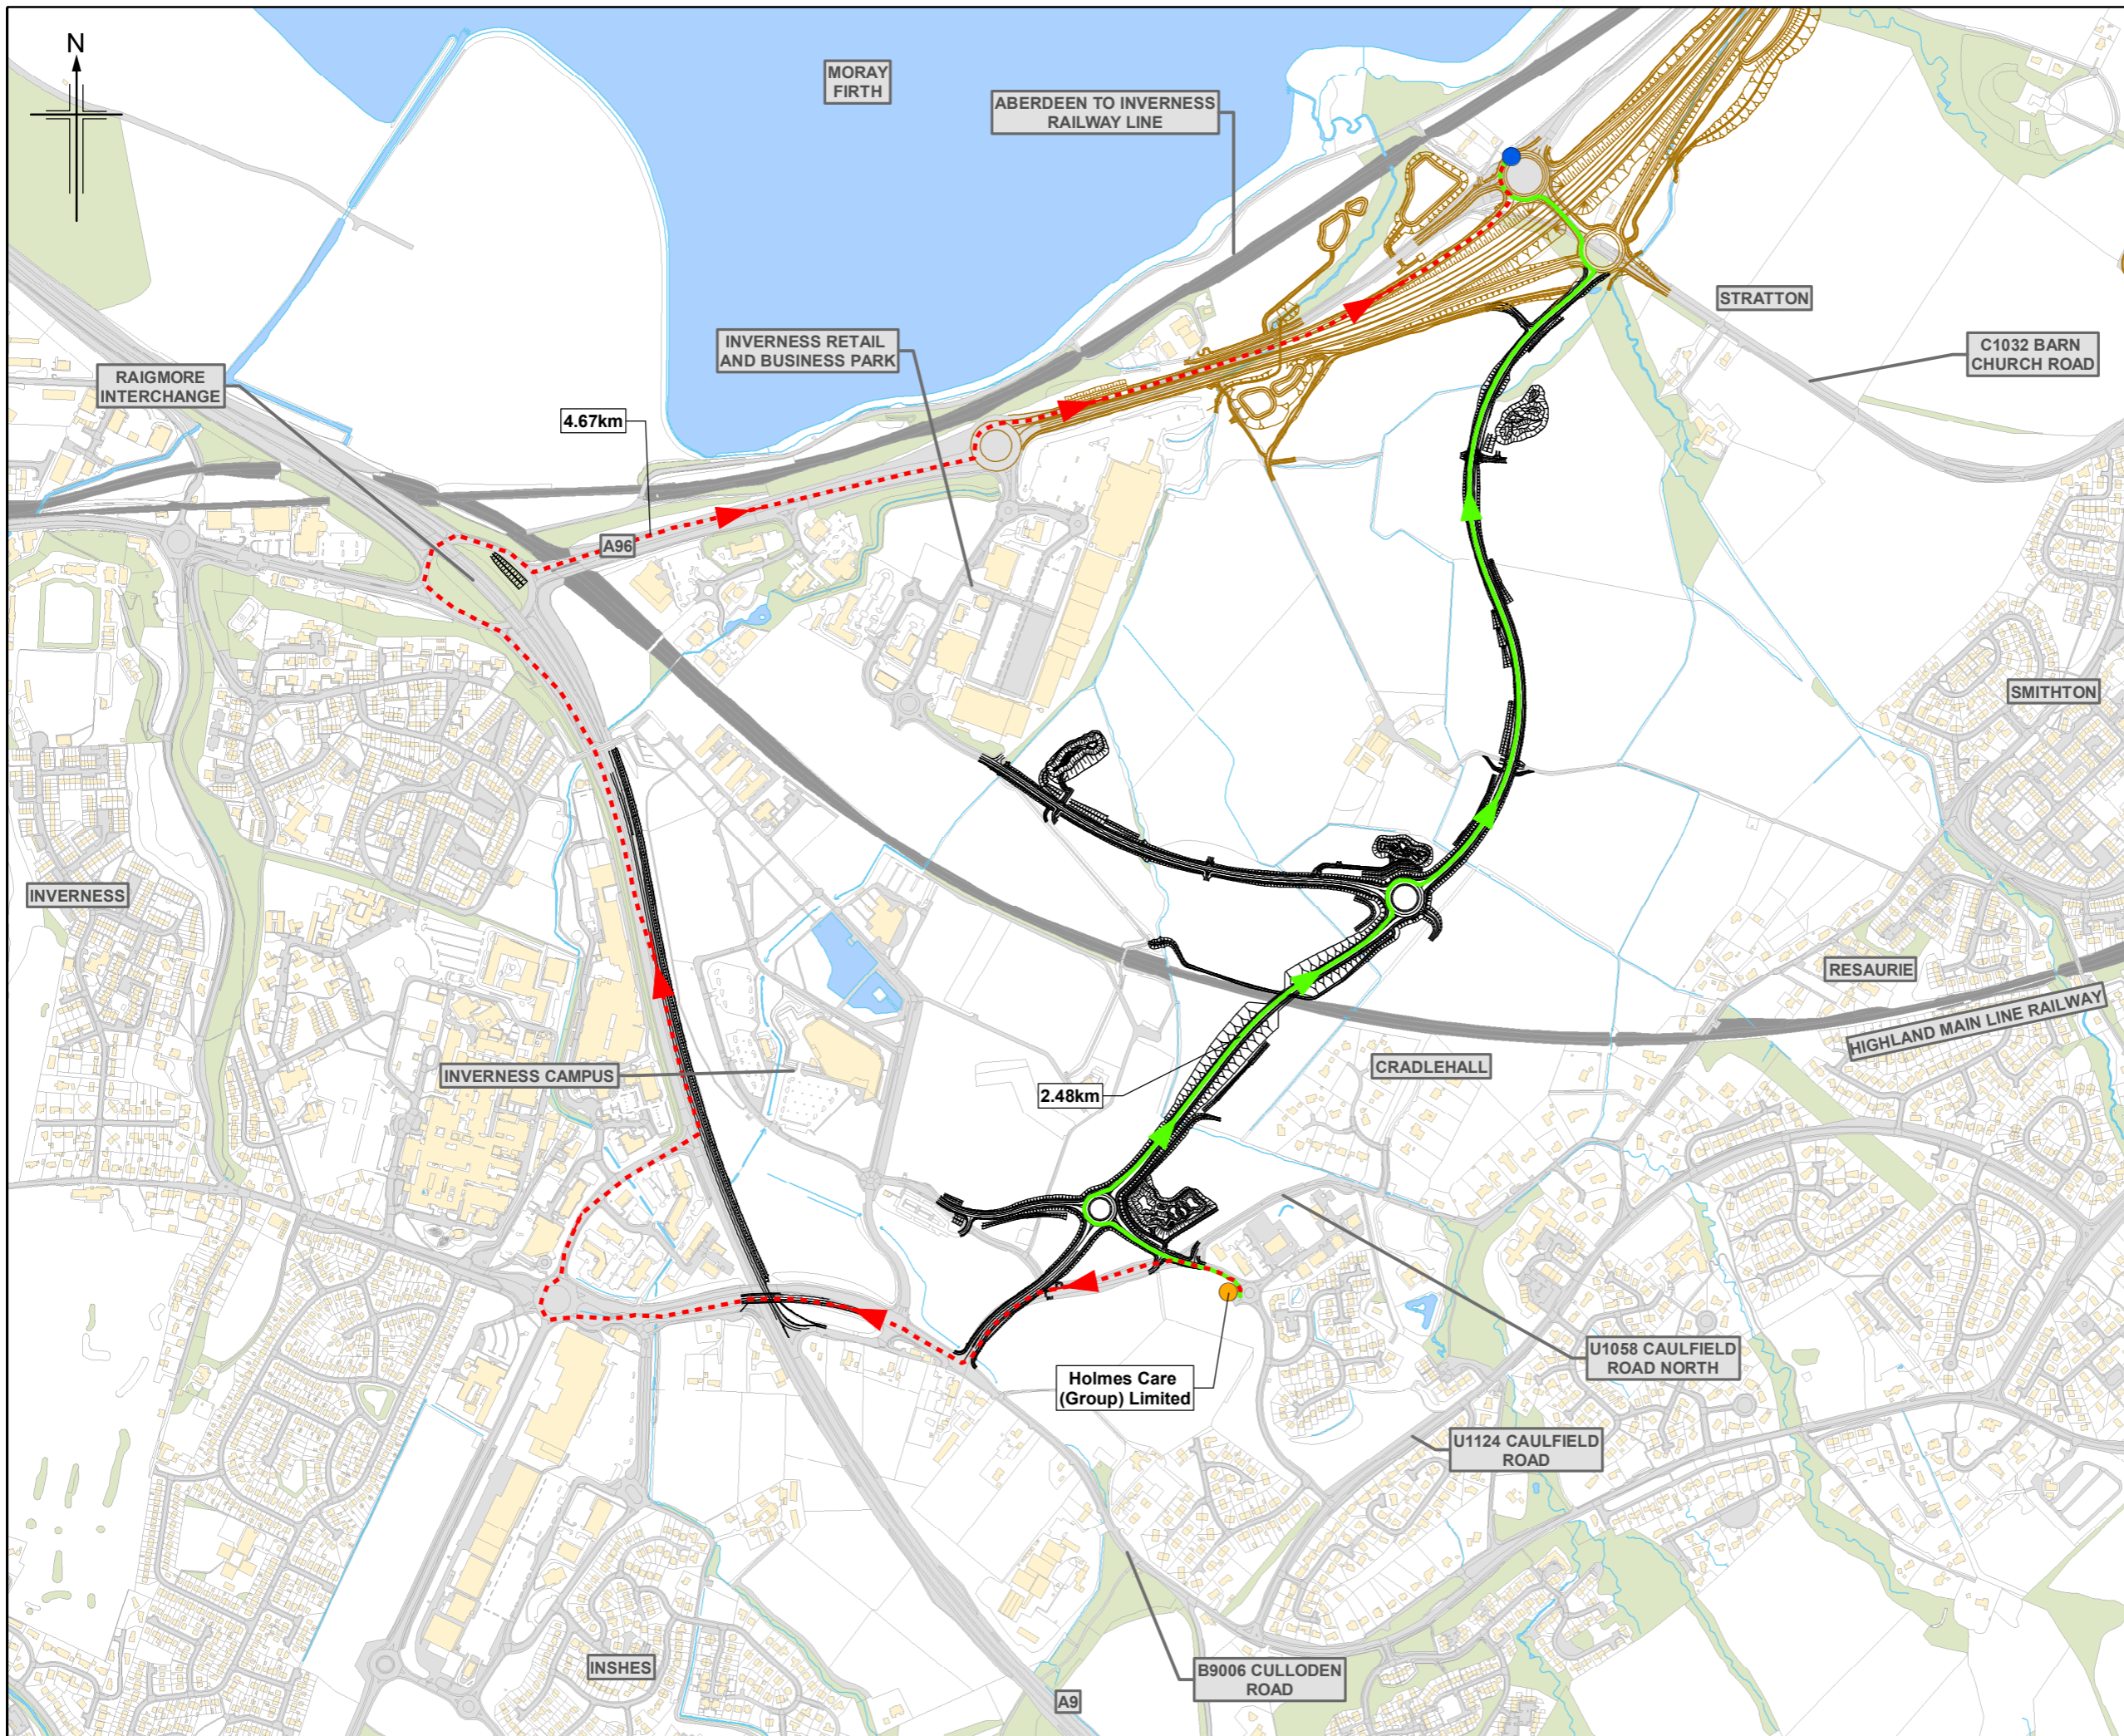 N
MORAY
FIRTH
ABERDEEN TO INVERNESS
RAILWAY LINE
STRATTON
C1032 BARN
CHURCH ROAD
INVERNESS RETAIL
AND BUSINESS PARK
RAIGMORE
INTERCHANGE
4.67km
A96
SMITHTON
INVERNESS
RESAURIE
HIGHLAND MAIN LINE RAILWAY
CRADLEHALL
INVERNESS CAMPUS
2.48km
U1058 CAULFIELD
ROAD NORTH
Holmes Care
(Group) Limited
U1124 CAULFIELD
ROAD
INSHES
B9006 CULLODEN
ROAD
A9